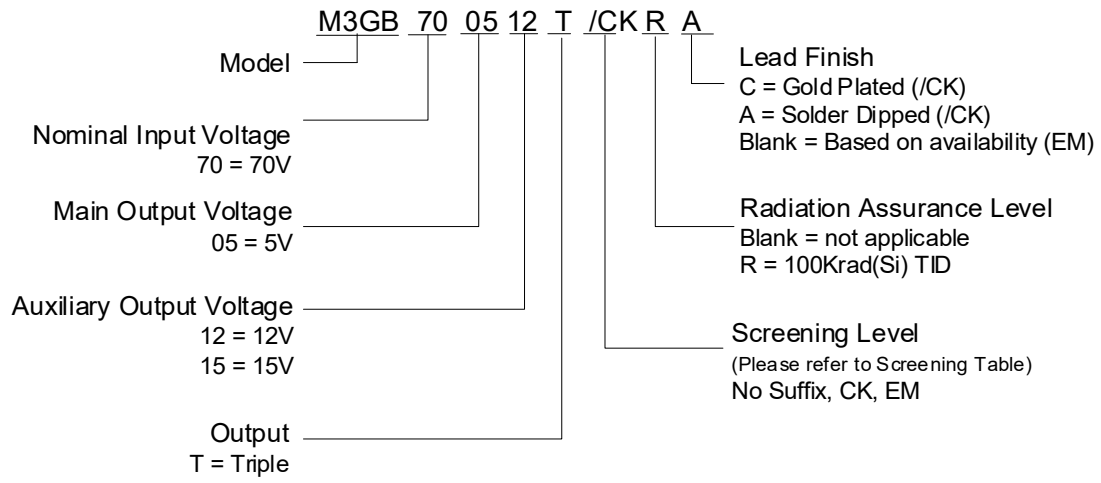 M3GB 70 05 12 T /CK R A
Model
Nominal Input Voltage
70 = 70V
Main Output Voltage
05 = 5V
Auxiliary Output Voltage
12 = 12V
15 = 15V
Output
T = Triple
Lead Finish
C = Gold Plated (/CK)
A = Solder Dipped (/CK)
Blank = Based on availability (EM)
Radiation Assurance Level
Blank = not applicable
R = 100Krad(Si) TID
Screening Level
(Please refer to Screening Table)
No Suffix, CK, EM